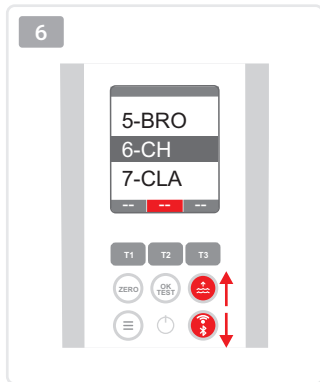 6
5-BRO
6-CH
7-CLA
-- -- --
T1 T2 T3
ZERO OK TEST